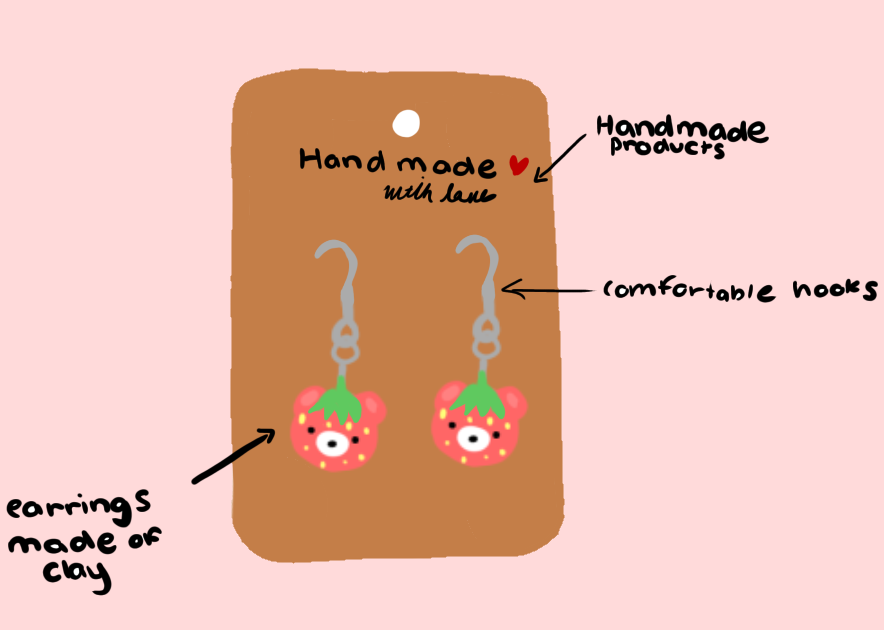 Hand made ♥
with love
Handmade
products
comfortable hooks
earrings
made of
clay